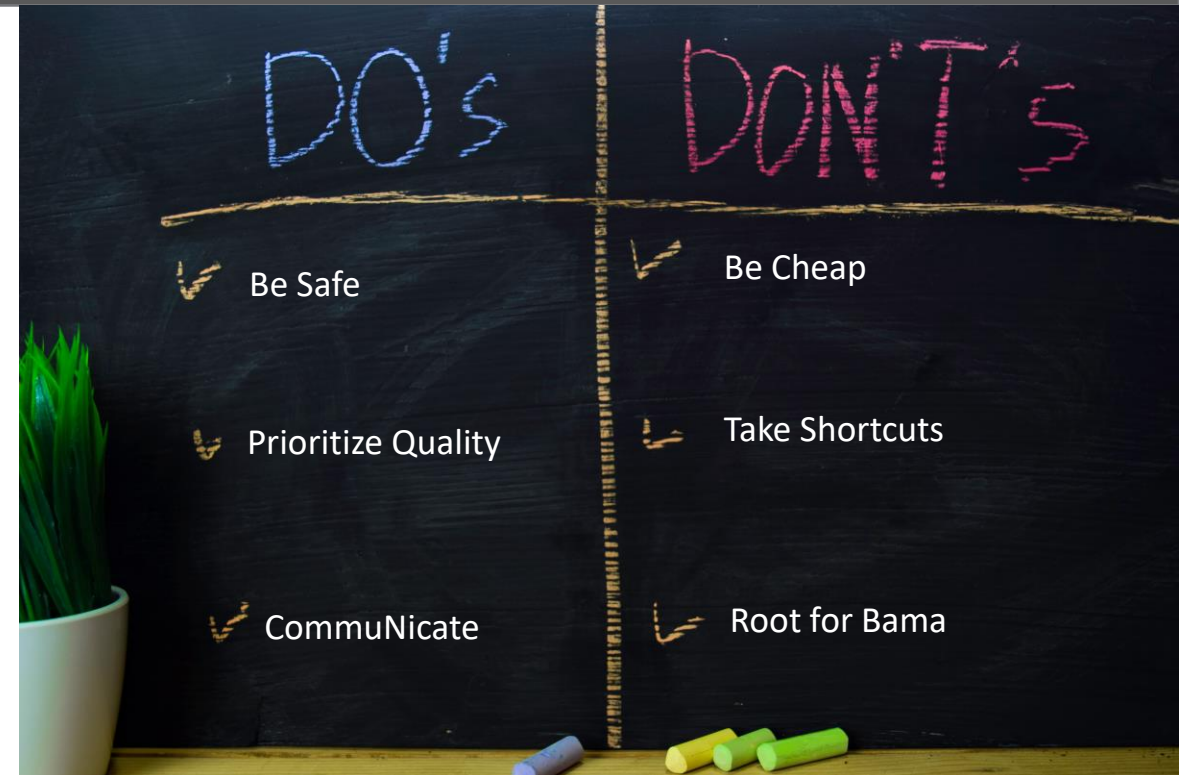 DO's
DON'T's
Be Safe
Be Cheap
Prioritize Quality
Take Shortcuts
CommuNicate
Root for Bama